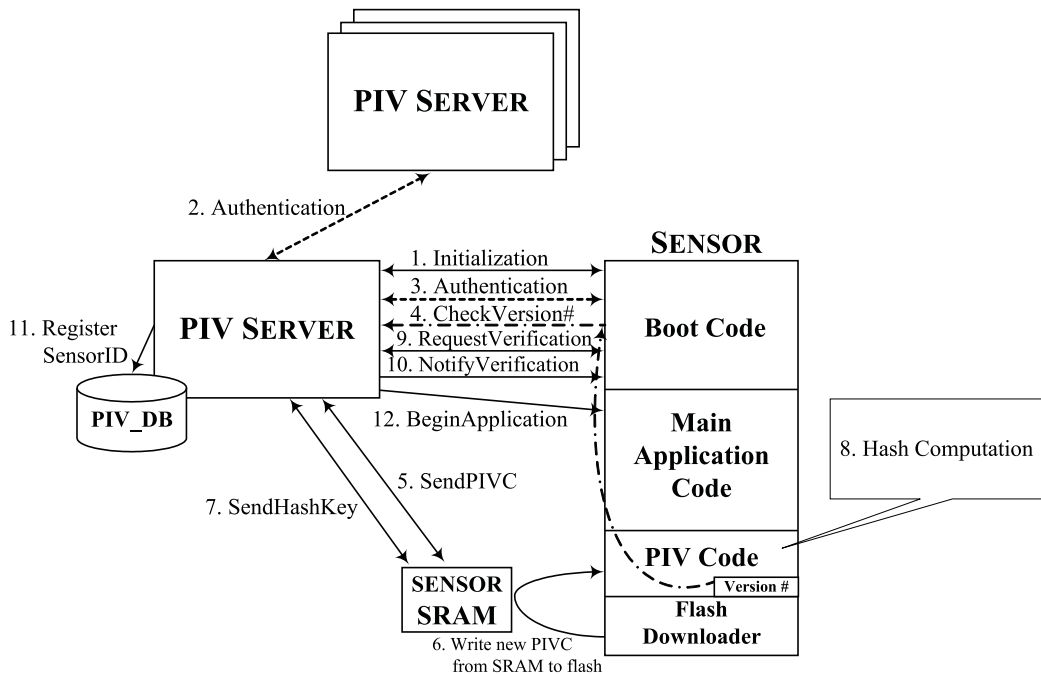 PIV SERVER
2. Authentication
SENSOR
1. Initialization
3. Authentication
4. CheckVersion#
9. RequestVerification
10. NotifyVerification
12. BeginApplication
PIV SERVER
11. Register
SensorID
PIV_DB
Boot Code
Main
Application
Code
8. Hash Computation
5. SendPIVC
7. SendHashKey
PIV Code
Version #
SENSOR
SRAM
Flash
Downloader
6. Write new PIVC
from SRAM to flash